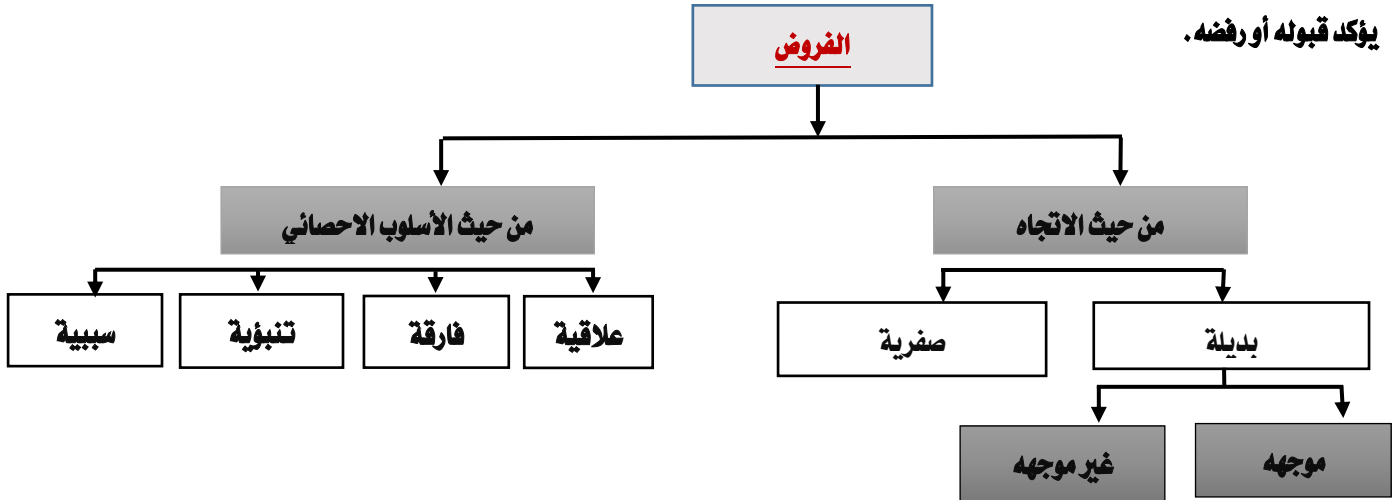 يؤكد قبوله أو رفضه .
الفروض
من حيث الاتجاه
من حيث الأسلوب الاحصائي
بديلة
صفرية
علاقية
فارقة
تنبؤية
سببية
موجهه
غير موجهه